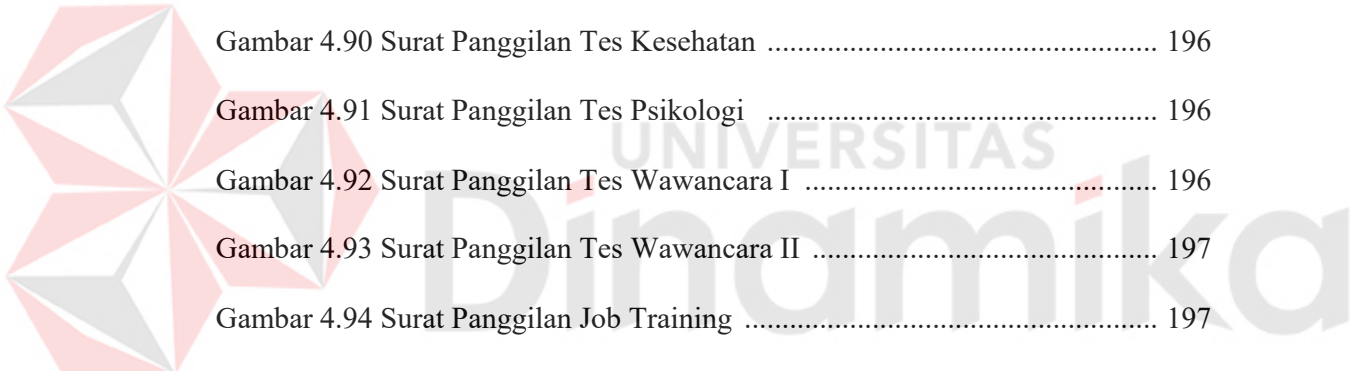 Gambar 4.90 Surat Panggilan Tes Kesehatan ..................................................... 196
Gambar 4.91 Surat Panggilan Tes Psikologi ..................................................... 196
UNIVERSITAS
Gambar 4.92 Surat Panggilan Tes Wawancara I ................................................ 196
Dinamika
Gambar 4.93 Surat Panggilan Tes Wawancara II ............................................... 197
Gambar 4.94 Surat Panggilan Job Training ........................................................ 197